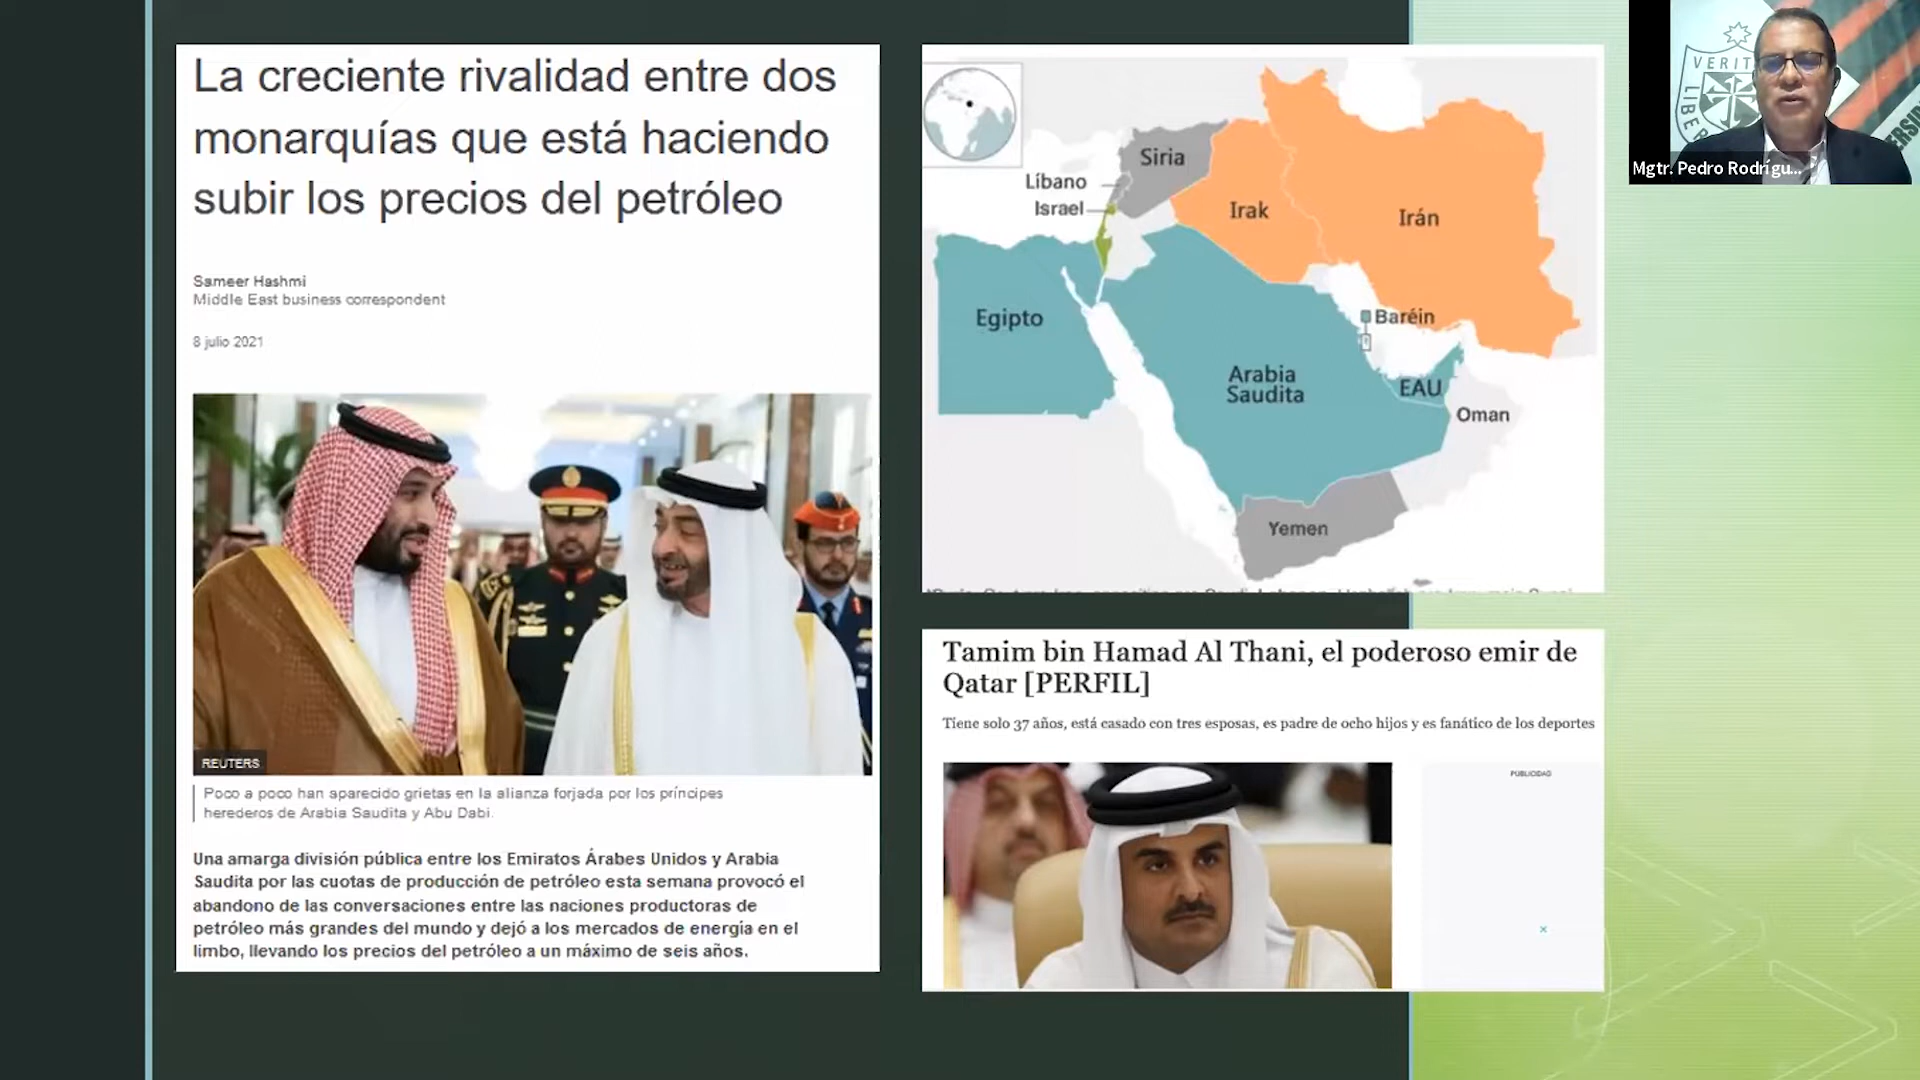 La creciente rivalidad entre dos
monarquías que está haciendo
subir los precios del petróleo
Sameer Hashmi
Middle East business correspondent
8 julio 2021
REUTERS
Poco a poco han aparecido grietas en la alianza forjada por los príncipes
herederos de Arabia Saudita y Abu Dabi.
Una amarga división pública entre los Emiratos Árabes Unidos y Arabia
Saudita por las cuotas de producción de petróleo esta semana provocó el
abandono de las conversaciones entre las naciones productoras de
petróleo más grandes del mundo y dejó a los mercados de energía en el
limbo, llevando los precios del petróleo a un máximo de seis años.
Siria
Líbano
Israel
Irak
Irán
Egipto
Baréin
Arabia
Saudita
EAU
Oman
Yemen
Tamim bin Hamad Al Thani, el poderoso emir de
Qatar [PERFIL]
Tiene solo 37 años, está casado con tres esposas, es padre de ocho hijos y es fanático de los deportes
PUBLICIDAD
VERIT
LIBER
ERSI
Mgtr. Pedro Rodrígu...